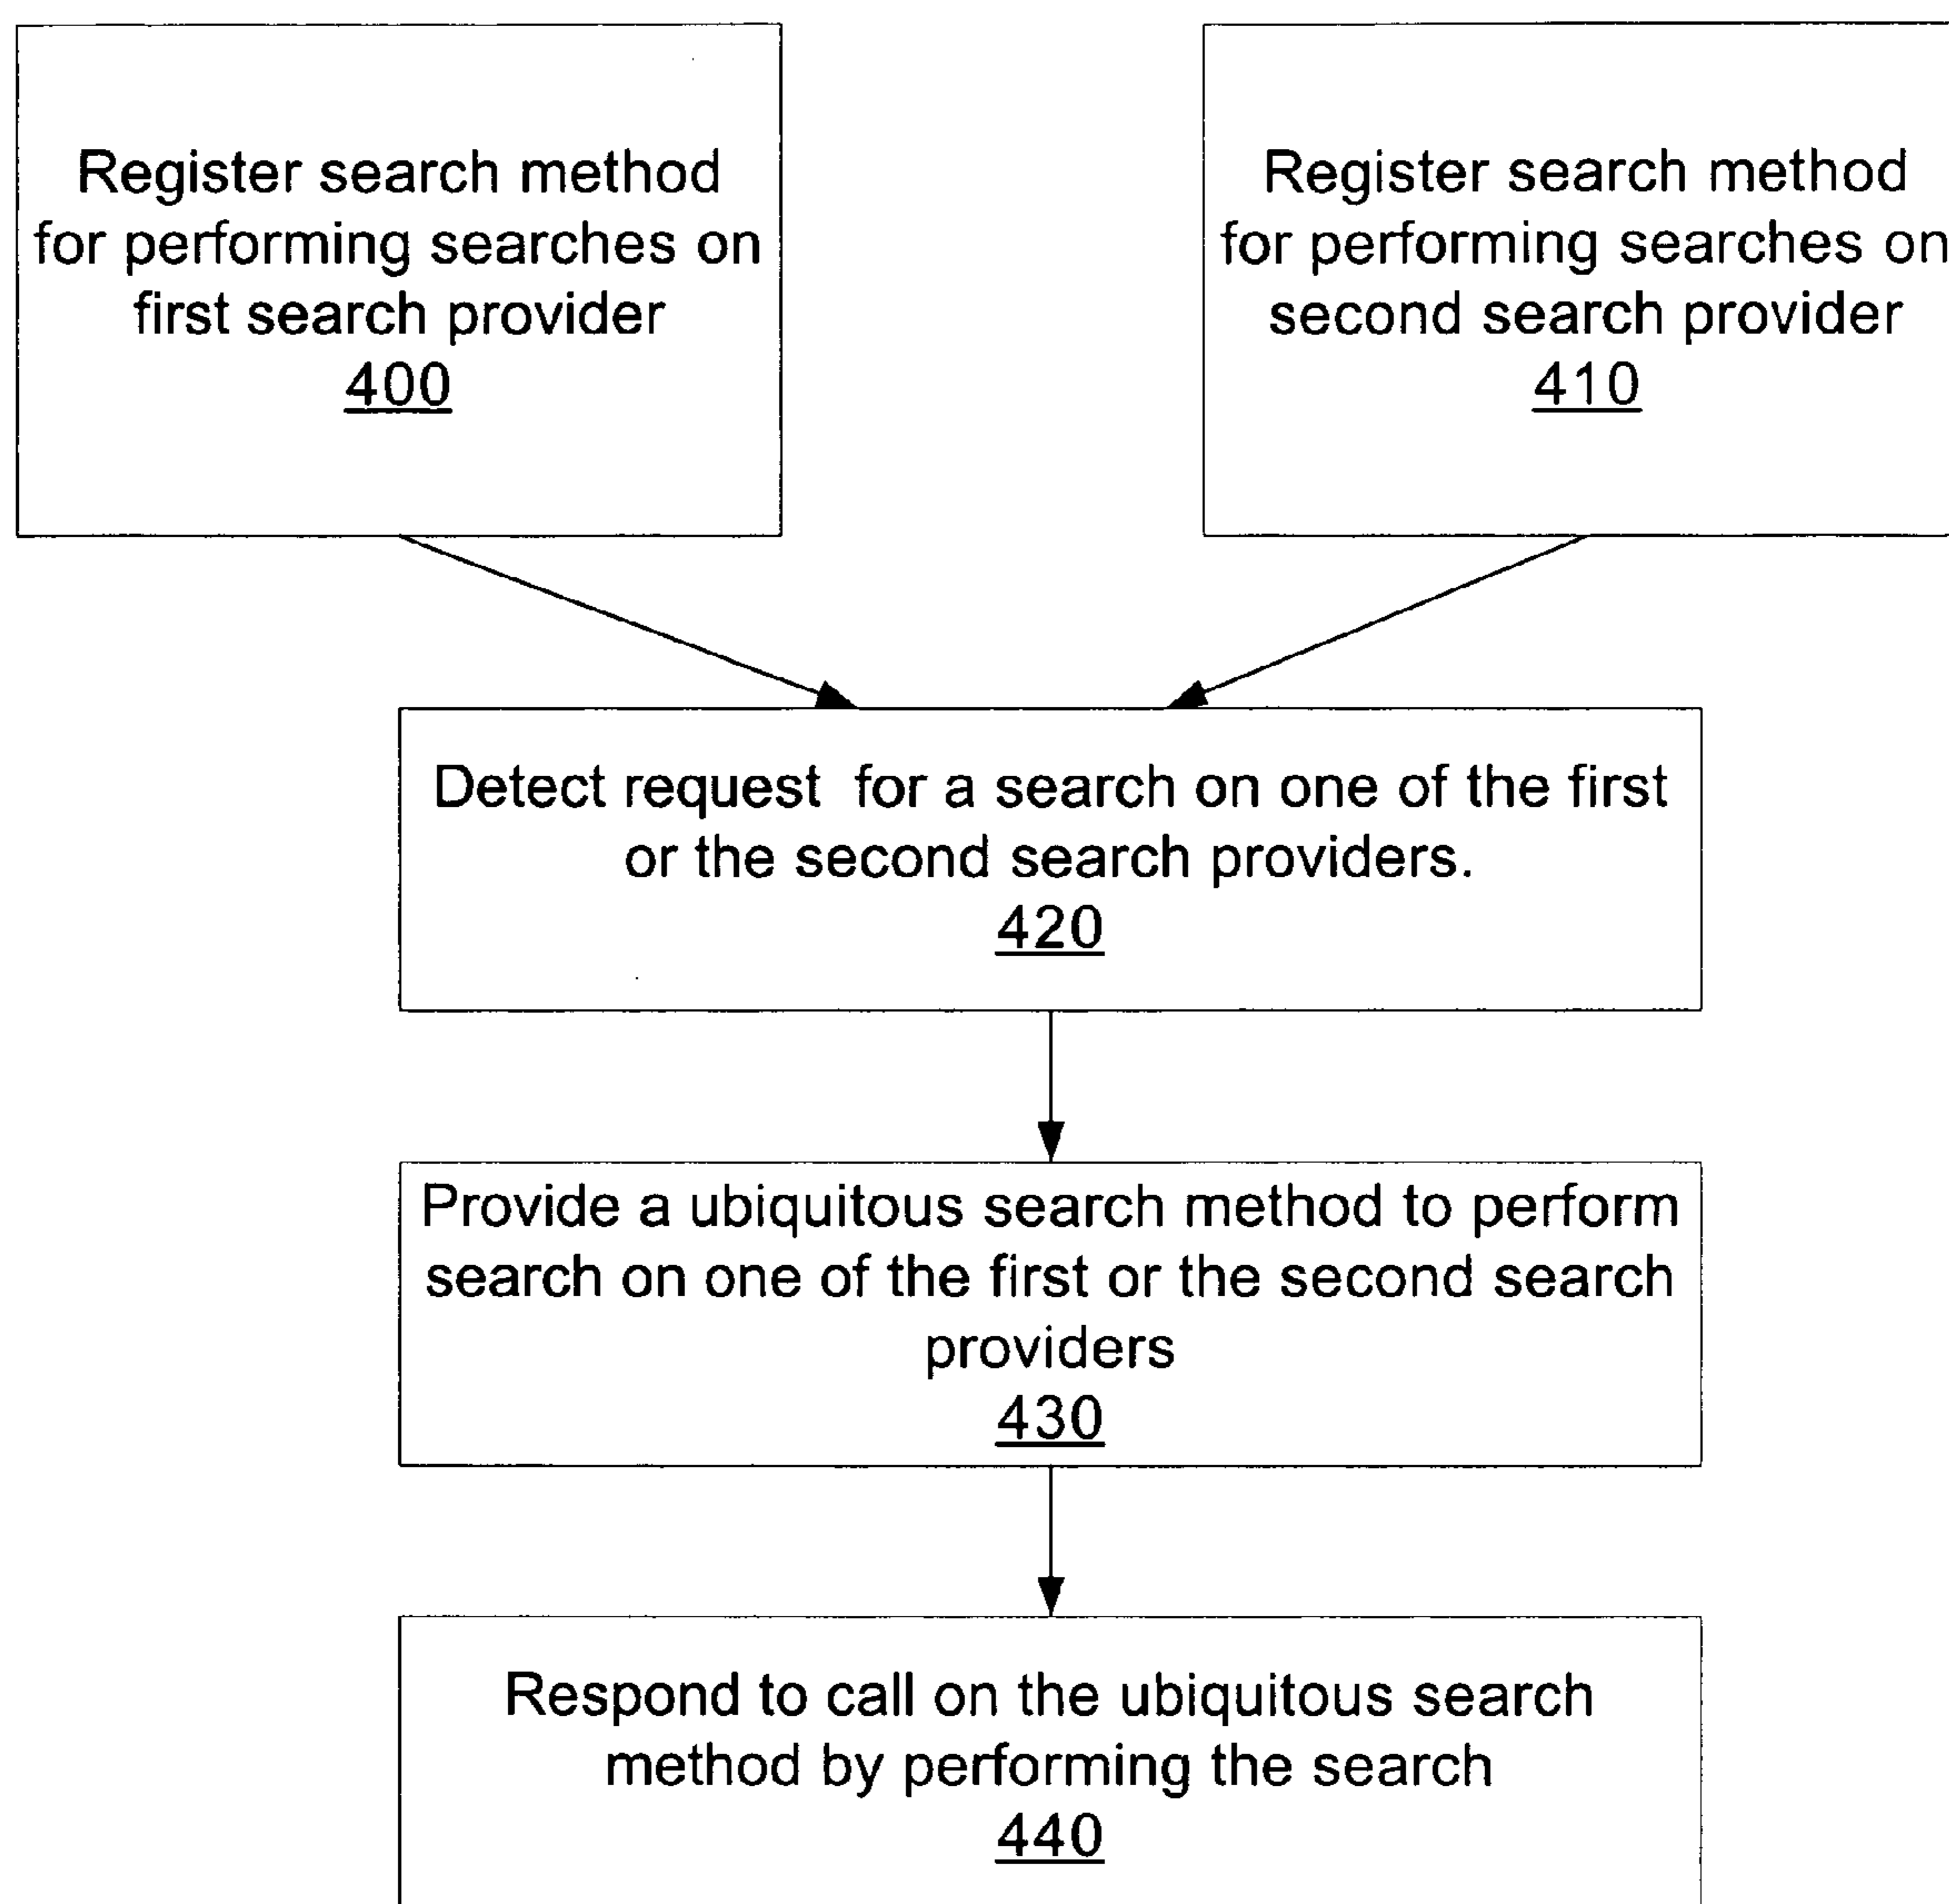 Register search method
for performing searches on
first search provider
400
Register search method
for performing searches on
second search provider
410
Detect request for a search on one of the first
or the second search providers.
420
Provide a ubiquitous search method to perform
search on one of the first or the second search
providers
430
Respond to call on the ubiquitous search
method by performing the search
440